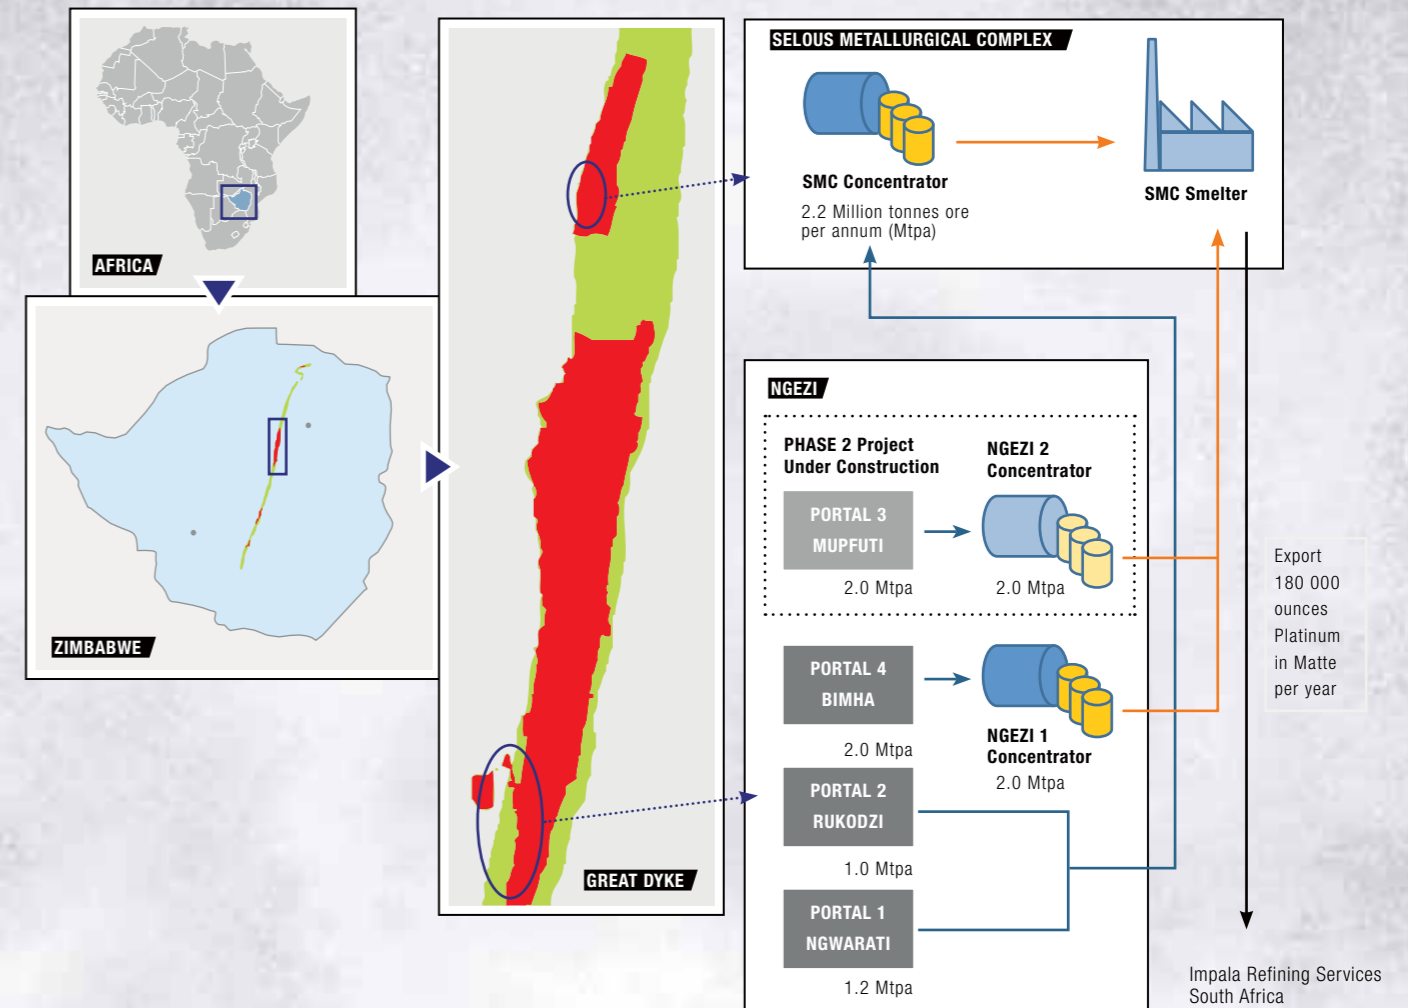 AFRICA
ZIMBABWE
GREAT DYKE
SELOUS METALLURGICAL COMPLEX
SMC Concentrator
2.2 Million tonnes ore
per annum (Mtpa)
SMC Smelter
NGEZI
PHASE 2 Project
Under Construction
NGEZI 2
Concentrator
PORTAL 3
MUPFUTI
2.0 Mtpa
2.0 Mtpa
PORTAL 4
BIMHA
2.0 Mtpa
NGEZI 1
Concentrator
2.0 Mtpa
PORTAL 2
RUKODZI
1.0 Mtpa
PORTAL 1
NGWARATI
1.2 Mtpa
Export
180 000
ounces
Platinum
in Matte
per year
Impala Refining Services
South Africa